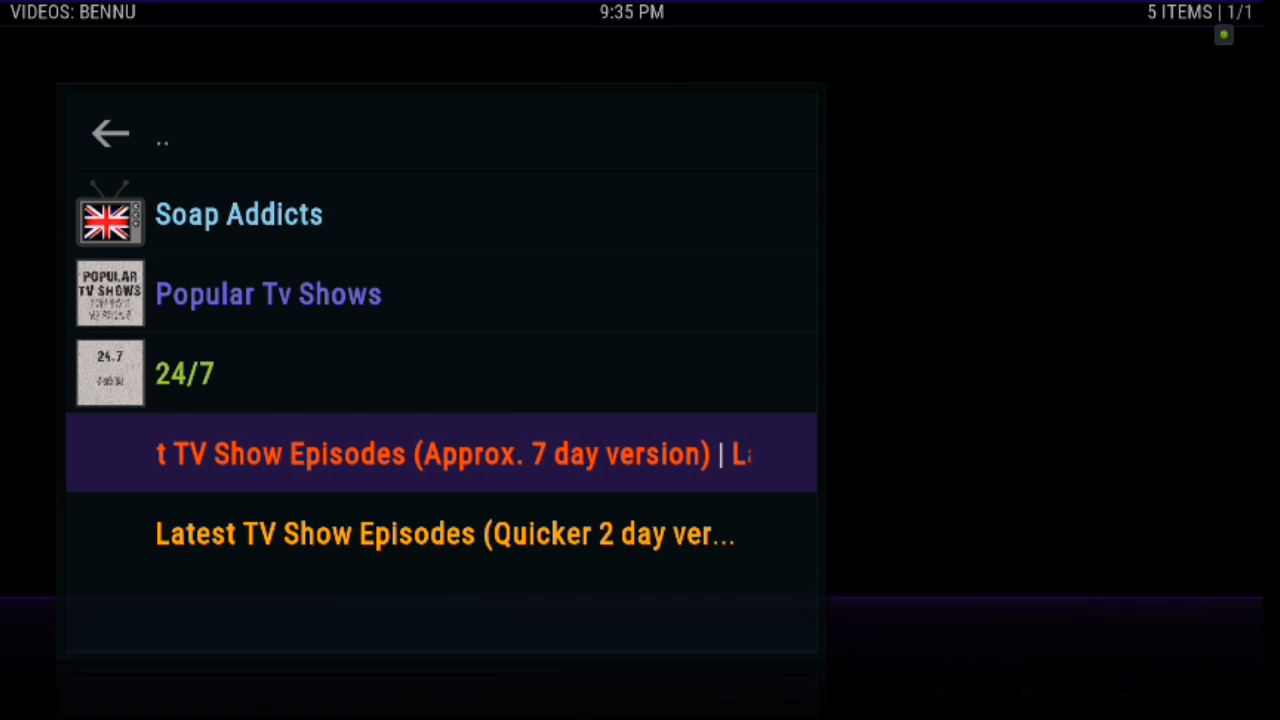 VIDEOS: BENNU
9:35 PM
5 ITEMS | 1/1
..
Soap Addicts
POPULAR
TV SHOWS
Popular Tv Shows
24.7
24/7
t TV Show Episodes (Approx. 7 day version) | La
Latest TV Show Episodes (Quicker 2 day ver...